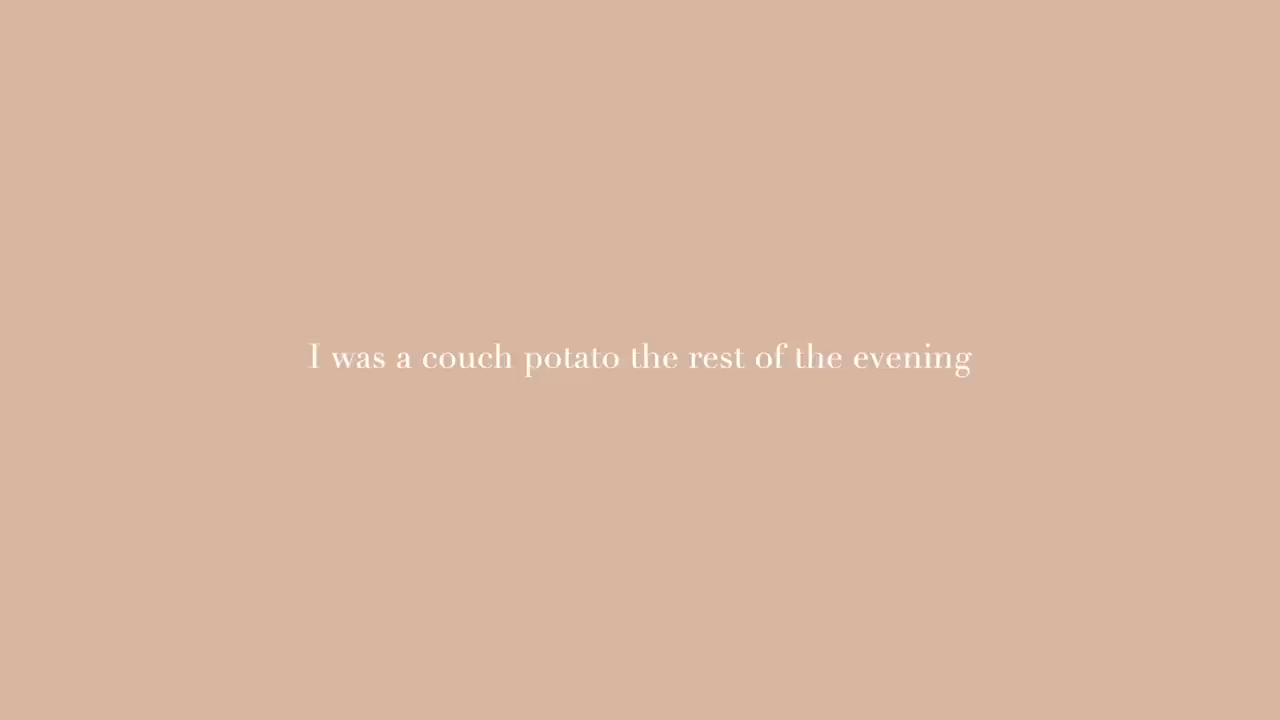 I was a couch potato the rest of the evening